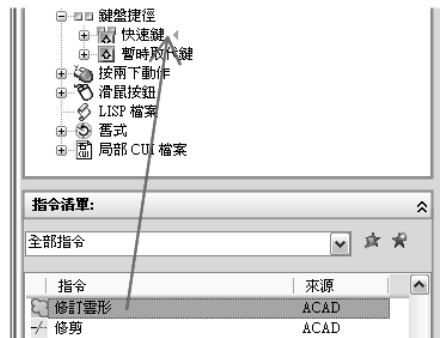 鍵盤捷徑
快速鍵
暫時取代鍵
按兩下動作
滑鼠按鈕
LISP 檔案
舊式
局部 CUI 檔案
指令清單:
全部指令
指令 來源
修訂雲形 ACAD
修剪 ACAD